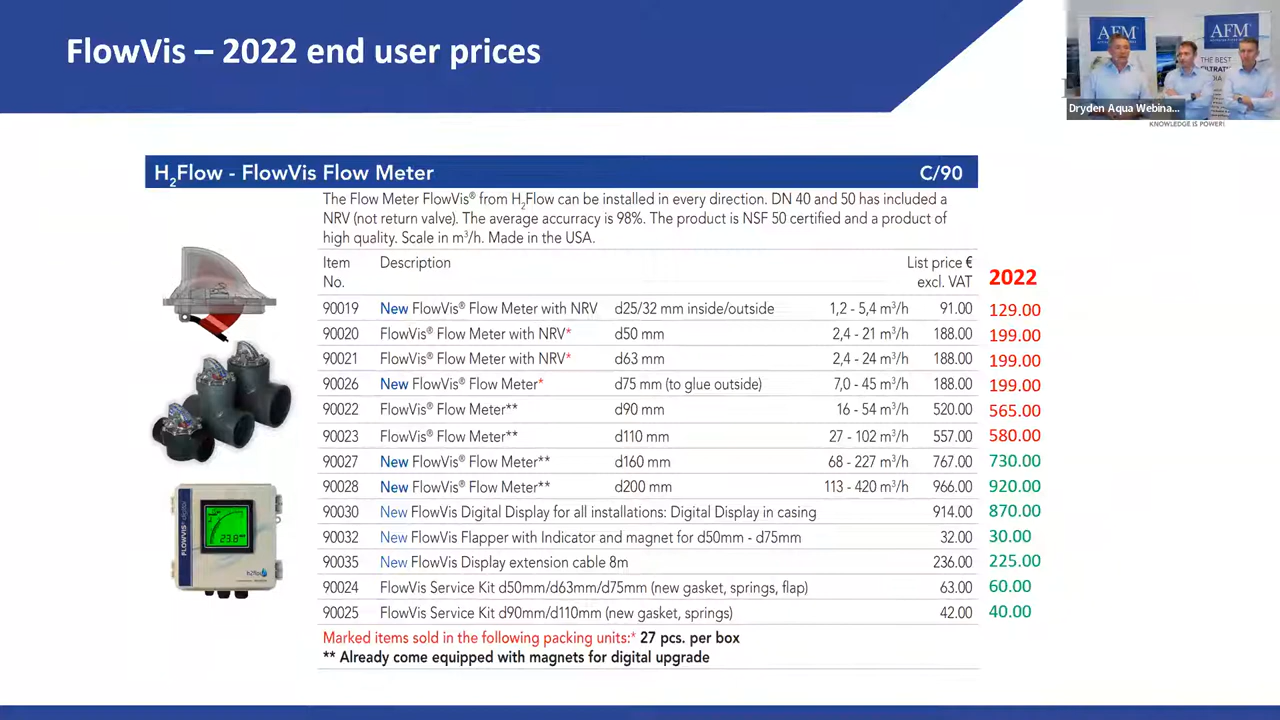 FlowVis – 2022 end user prices
AFM
AFM
THE BEST
Dryden Aqua Webina...
KNOWLEDGE IS POWER!
H2Flow - FlowVis Flow Meter C/90
The Flow Meter FlowVis® from H2Flow can be installed in every direction. DN 40 and 50 has included a
NRV (not return valve). The average accurracy is 98%. The product is NSF 50 certified and a product of
high quality. Scale in m³/h. Made in the USA.
Item Description List price €
No. excl. VAT 2022
90019 New FlowVis® Flow Meter with NRV d25/32 mm inside/outside 1,2 - 5,4 m³/h 91.00 129.00
90020 FlowVis® Flow Meter with NRV* d50 mm 2,4 - 21 m³/h 188.00 199.00
90021 FlowVis® Flow Meter with NRV* d63 mm 2,4 - 24 m³/h 188.00 199.00
90026 New FlowVis® Flow Meter* d75 mm (to glue outside) 7,0 - 45 m³/h 188.00 199.00
90022 FlowVis® Flow Meter** d90 mm 16 - 54 m³/h 520.00 565.00
90023 FlowVis® Flow Meter** d110 mm 27 - 102 m³/h 557.00 580.00
90027 New FlowVis® Flow Meter** d160 mm 68 - 227 m³/h 767.00 730.00
90028 New FlowVis® Flow Meter** d200 mm 113 - 420 m³/h 966.00 920.00
90030 New FlowVis Digital Display for all installations: Digital Display in casing 914.00 870.00
90032 New FlowVis Flapper with Indicator and magnet for d50mm - d75mm 32.00 30.00
90035 New FlowVis Display extension cable 8m 236.00 225.00
90024 FlowVis Service Kit d50mm/d63mm/d75mm (new gasket, springs, flap) 63.00 60.00
90025 FlowVis Service Kit d90mm/d110mm (new gasket, springs) 42.00 40.00
Marked items sold in the following packing units:* 27 pcs. per box
** Already come equipped with magnets for digital upgrade
FLOWVIS
23.8
h2flow